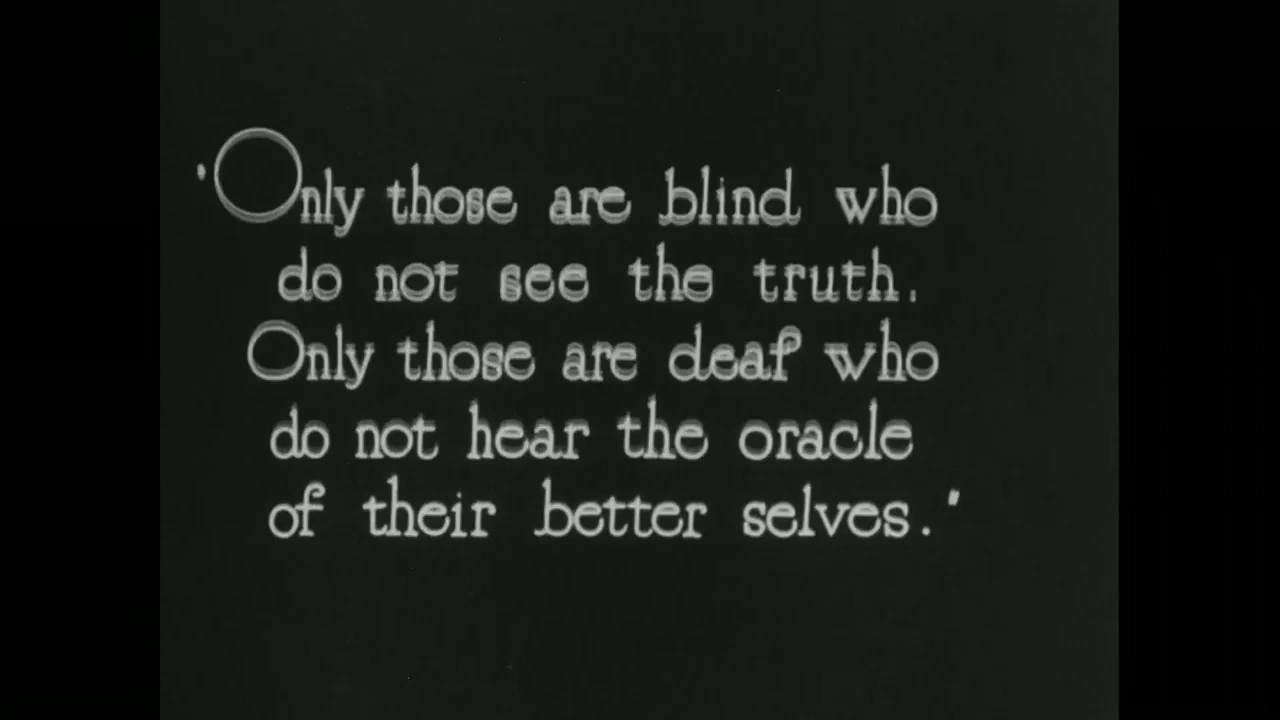 "Only those are blind who
do not see the truth.
Only those are deaf who
do not hear the oracle
of their better selves."